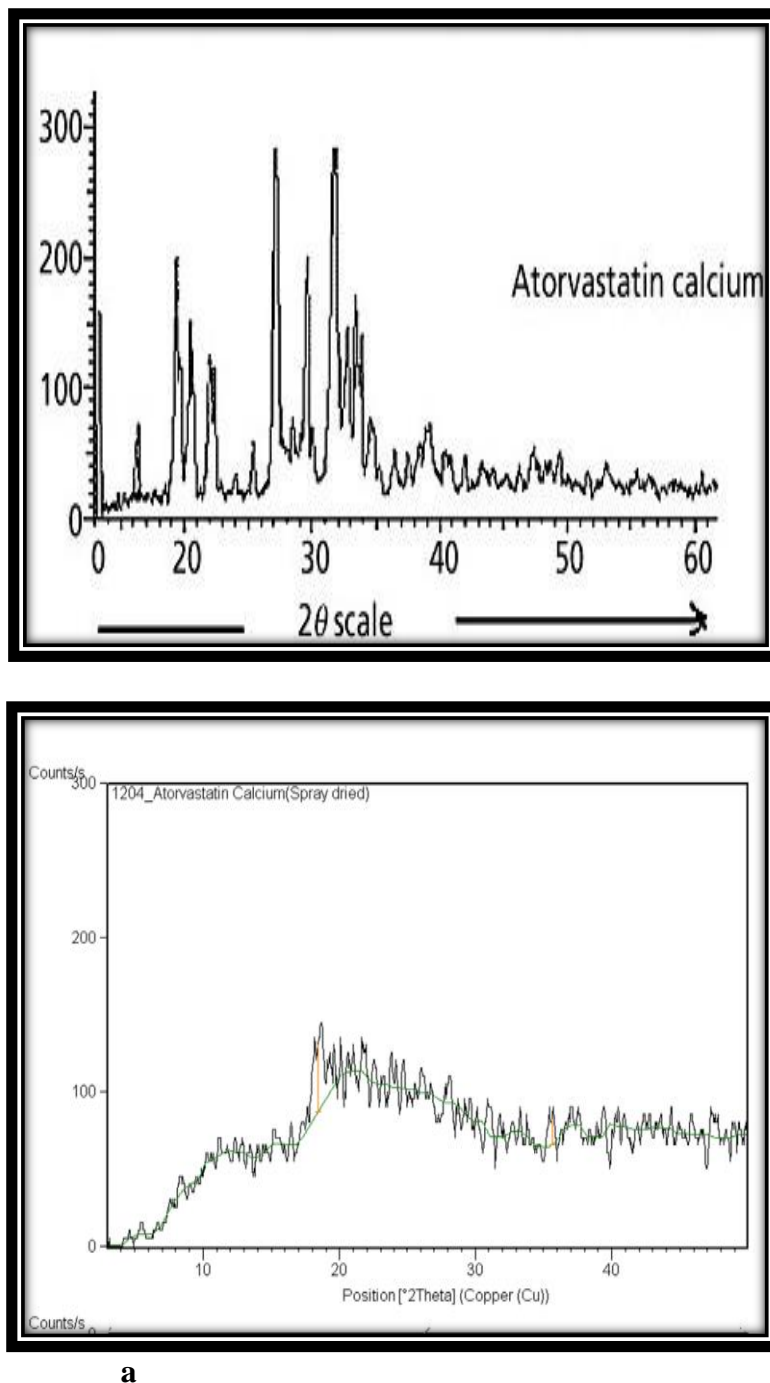 300
200
100
0
0 20 30 40 50 60
Atorvastatin calcium
2θ scale
Counts/s
300
1204_Atorvastatin Calcium(Spray dried)
200
100
0
10 20 30 40
Position [°2Theta] (Copper (Cu))
Counts/s
a